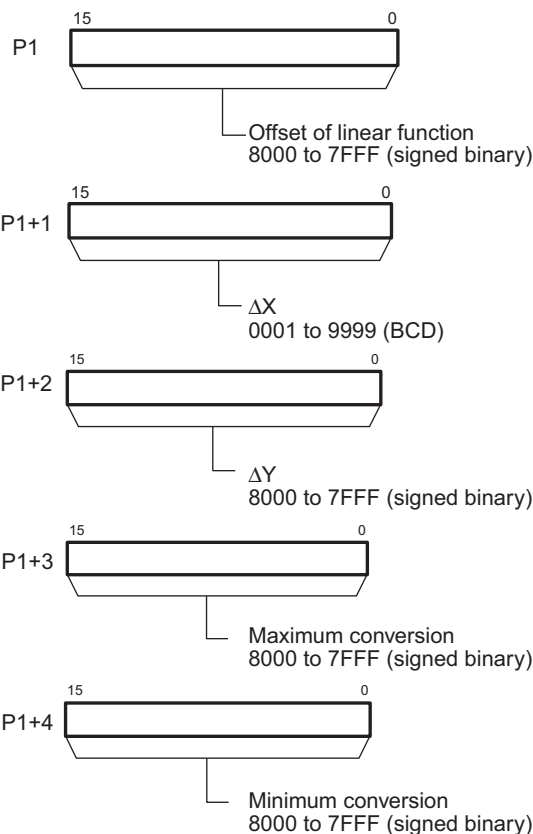 15 0
P1
Offset of linear function
8000 to 7FFF (signed binary)
15 0
P1+1
ΔX
0001 to 9999 (BCD)
15 0
P1+2
ΔY
8000 to 7FFF (signed binary)
15 0
P1+3
Maximum conversion
8000 to 7FFF (signed binary)
15 0
P1+4
Minimum conversion
8000 to 7FFF (signed binary)